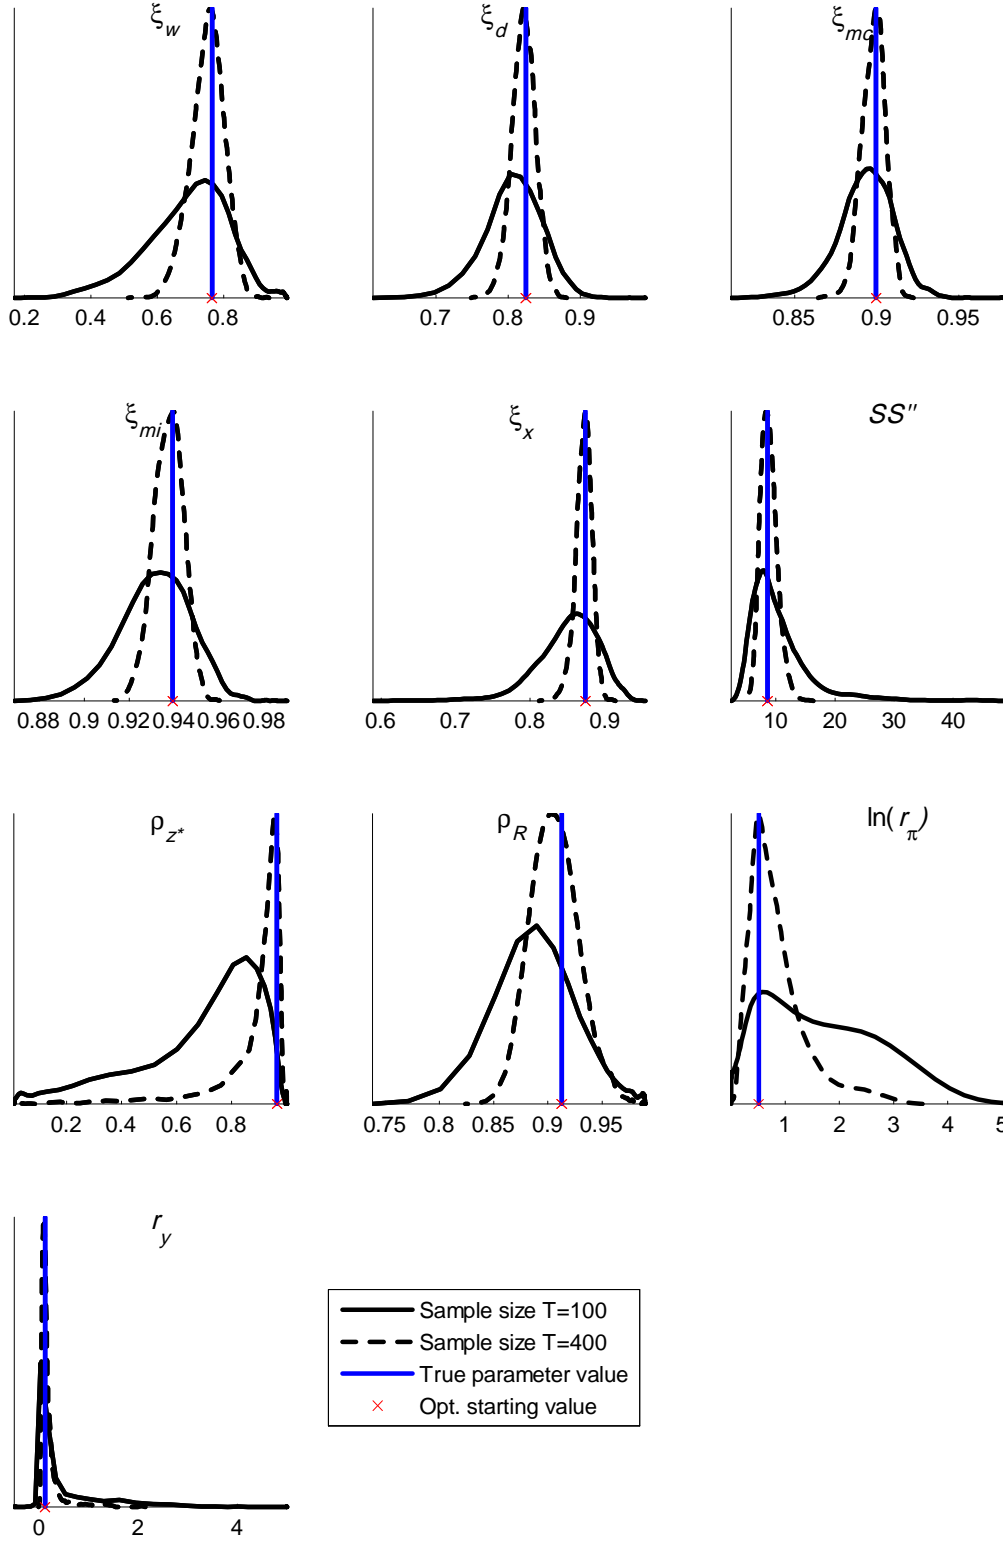 ξw ξd ξmc
0.2 0.4 0.6 0.8 0.7 0.8 0.9 0.85 0.9 0.95
ξmi ξx SS''
0.88 0.9 0.92 0.94 0.96 0.98 0.6 0.7 0.8 0.9 10 20 30 40
ρz* ρR ln(rπ)
0.2 0.4 0.6 0.8 0.75 0.8 0.85 0.9 0.95 1 2 3 4 5
ry
0 2 4
Sample size T=100
Sample size T=400
True parameter value
Opt. starting value